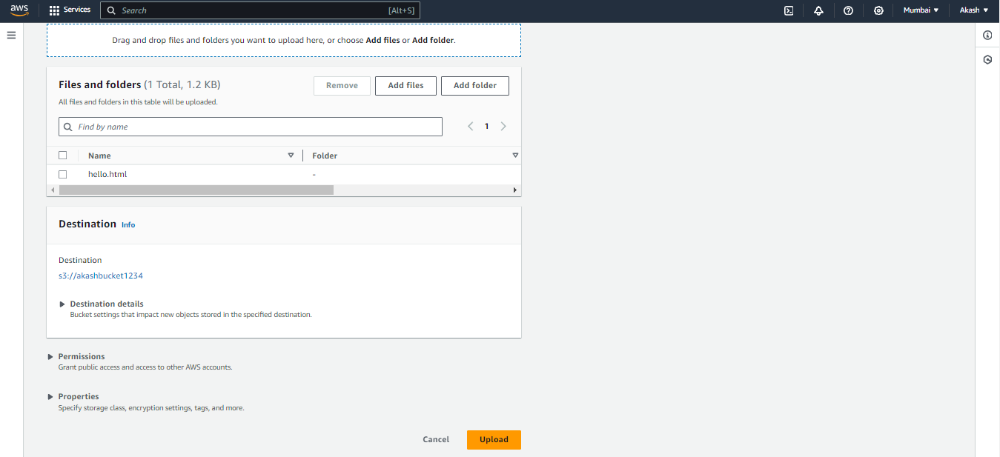 aws Services Search [Alt+S] Mumbai Akash
Drag and drop files and folders you want to upload here, or choose Add files or Add folder.
Files and folders (1 Total, 1.2 KB) Remove Add files Add folder
All files and folders in this table will be uploaded.
Find by name 1
Name Folder
hello.html -
Destination Info
Destination
s3://akashbucket1234
Destination details
Bucket settings that impact new objects stored in the specified destination.
Permissions
Grant public access and access to other AWS accounts.
Properties
Specify storage class, encryption settings, tags, and more.
Cancel Upload